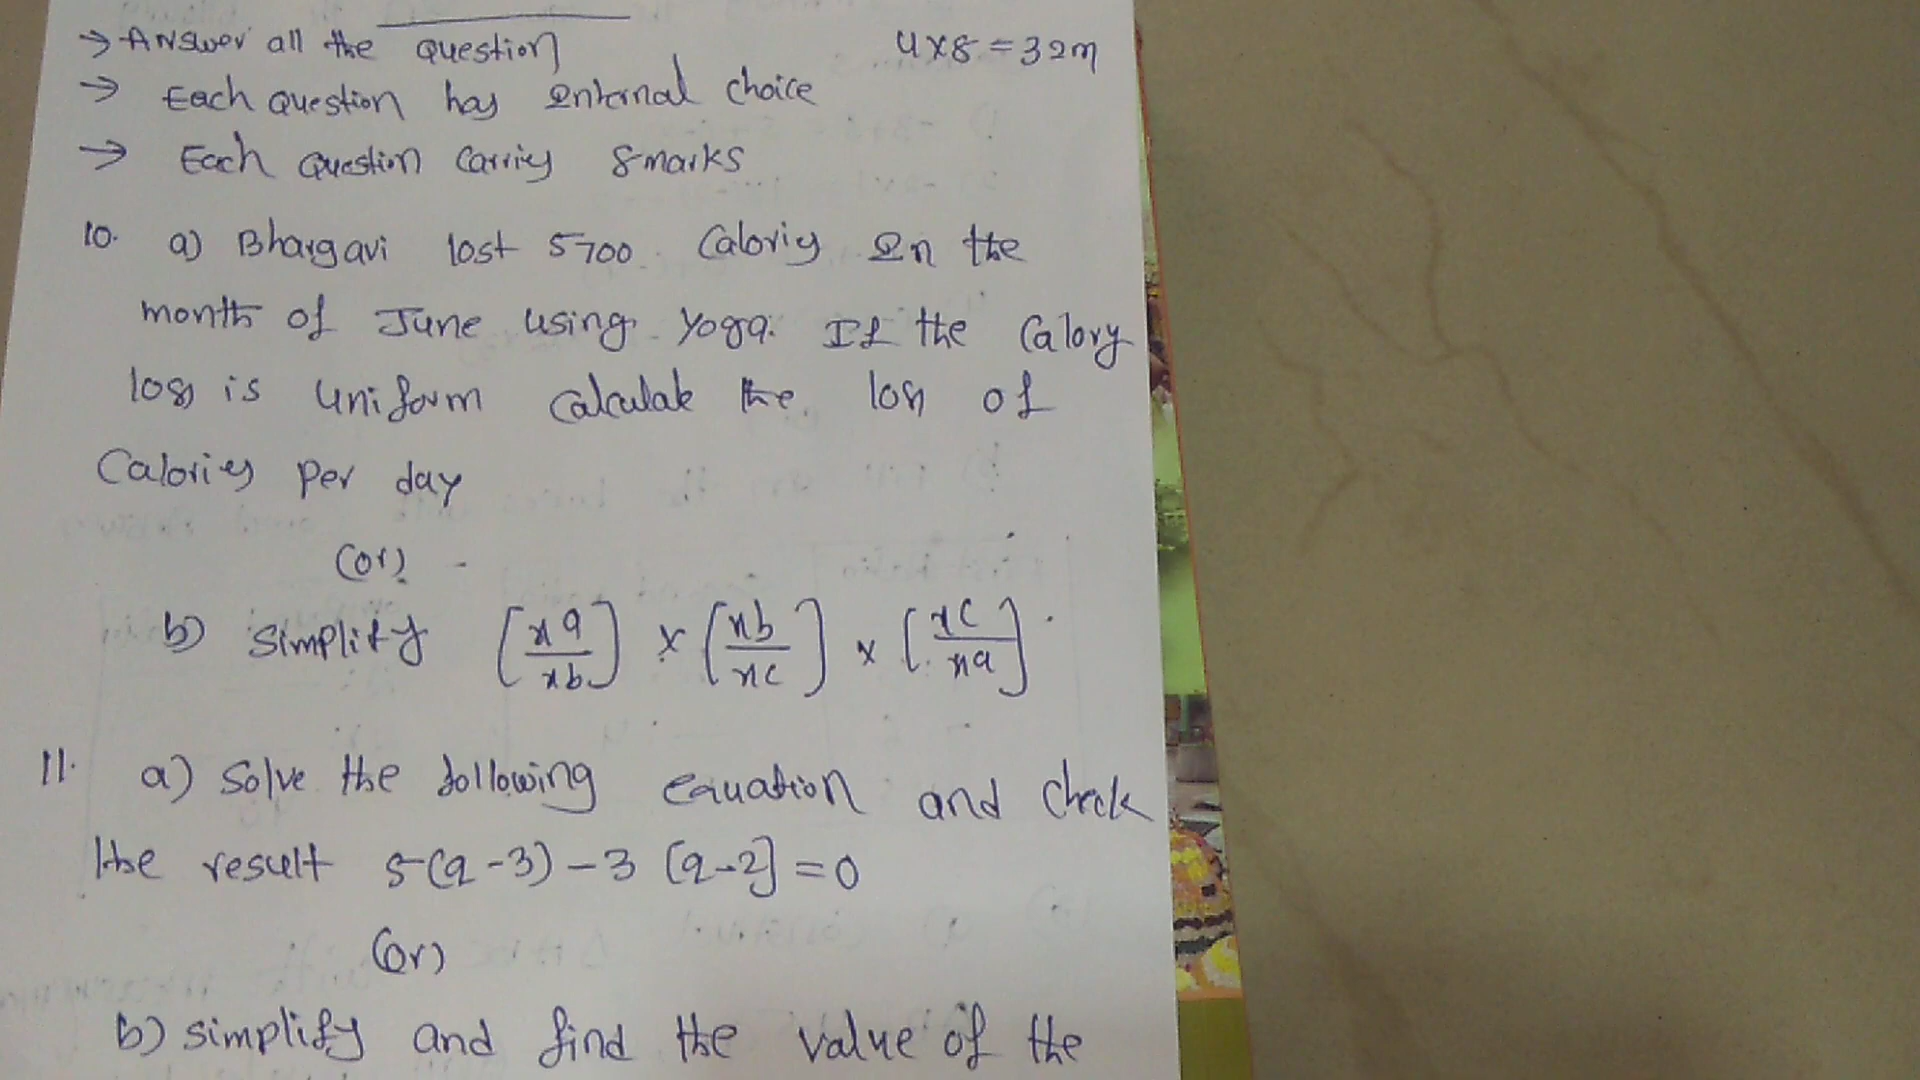 → Answer all the question 4x8=32m
→ Each question has internal choice
→ Each question carries 8marks
10. a) Bhargavi lost 5700 Calories in the
month of June using yoga. If the Calory
loss is uniform calculate the loss of
Calories per day
(or)
b) Simplify [xa/xb] x [xb/xc] x [xc/xa].
11. a) Solve the following equation and check
the result 5(a-3)-3[a-2]=0
(or)
b) simplify and find the value of the